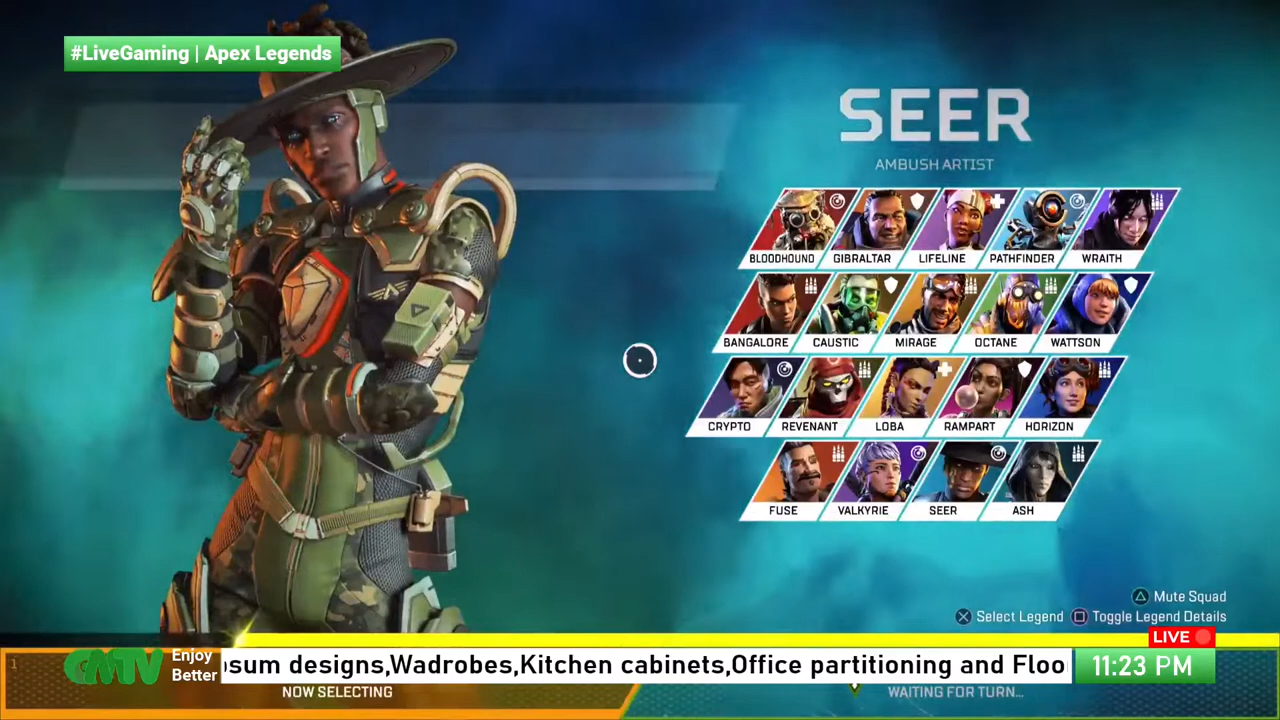 #LiveGaming | Apex Legends
SEER
AMBUSH ARTIST
BLOODHOUND GIBRALTAR LIFELINE PATHFINDER WRAITH
BANGALORE CAUSTIC MIRAGE OCTANE WATTSON
CRYPTO REVENANT LOBA RAMPART HORIZON
FUSE VALKYRIE SEER ASH
Mute Squad
Select Legend Toggle Legend Details
LIVE
1
GMTV Enjoy Better
sum designs,Wadrobes,Kitchen cabinets,Office partitioning and Floo
11:23 PM
NOW SELECTING
WAITING FOR TURN...